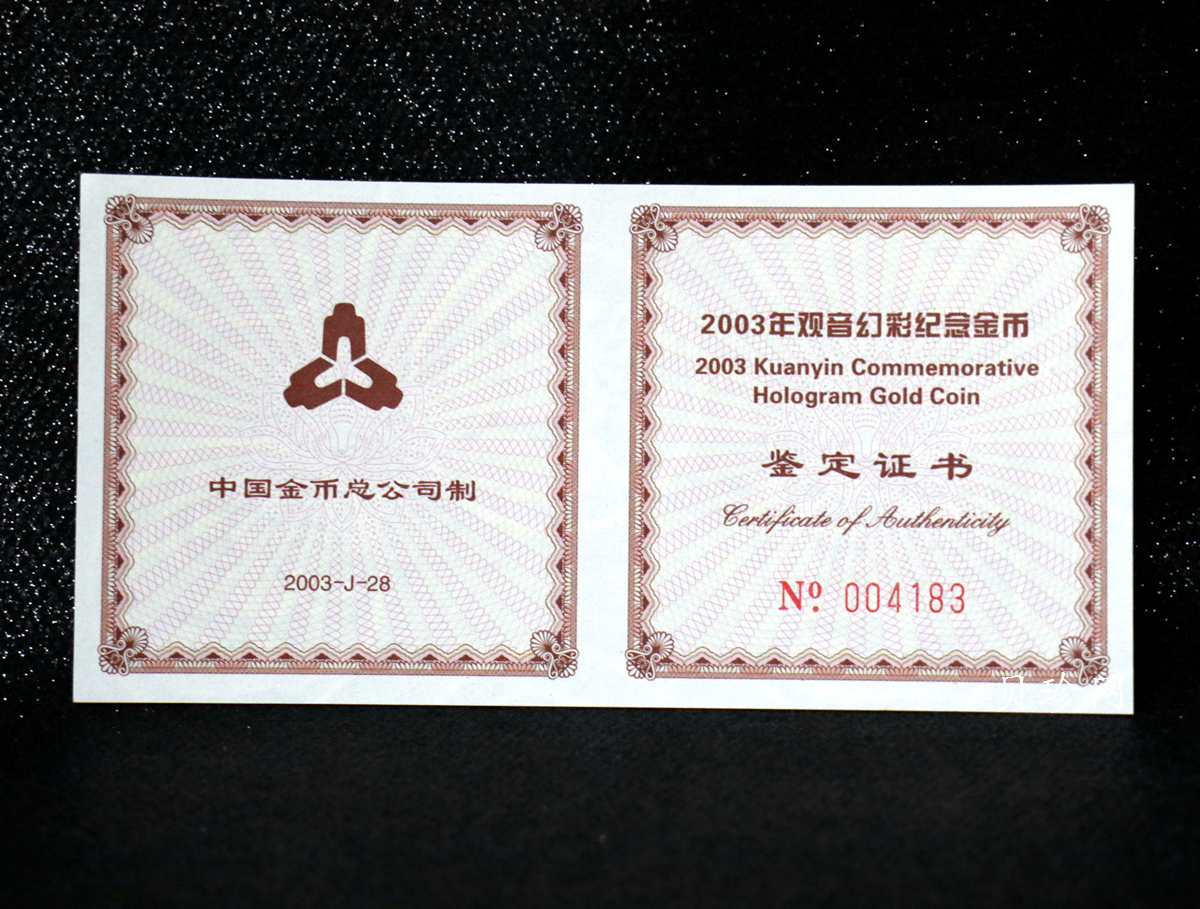 中国金币总公司制
2003-J-28
2003年观音幻彩纪念金币
2003 Kuanyin Commemorative
Hologram Gold Coin
鉴定证书
Certificate of Authenticity
Nº 004183